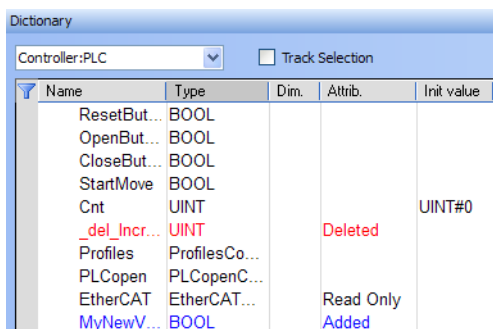 Dictionary
Controller:PLC Track Selection
Name Type Dim. Attrib. Init value
ResetBut... BOOL
OpenBut... BOOL
CloseBut... BOOL
StartMove BOOL
Cnt UINT UINT#0
_del_Incr... UINT Deleted
Profiles ProfilesCo...
PLCopen PLCopenC...
EtherCAT EtherCAT... Read Only
MyNewV... BOOL Added